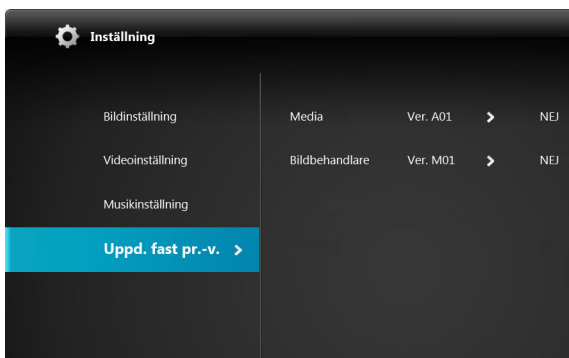 Inställning
Bildinställning
Media Ver. A01 > NEJ
Videoinställning
Bildbehandlare Ver. M01 > NEJ
Musikinställning
Uppd. fast pr.-v. >